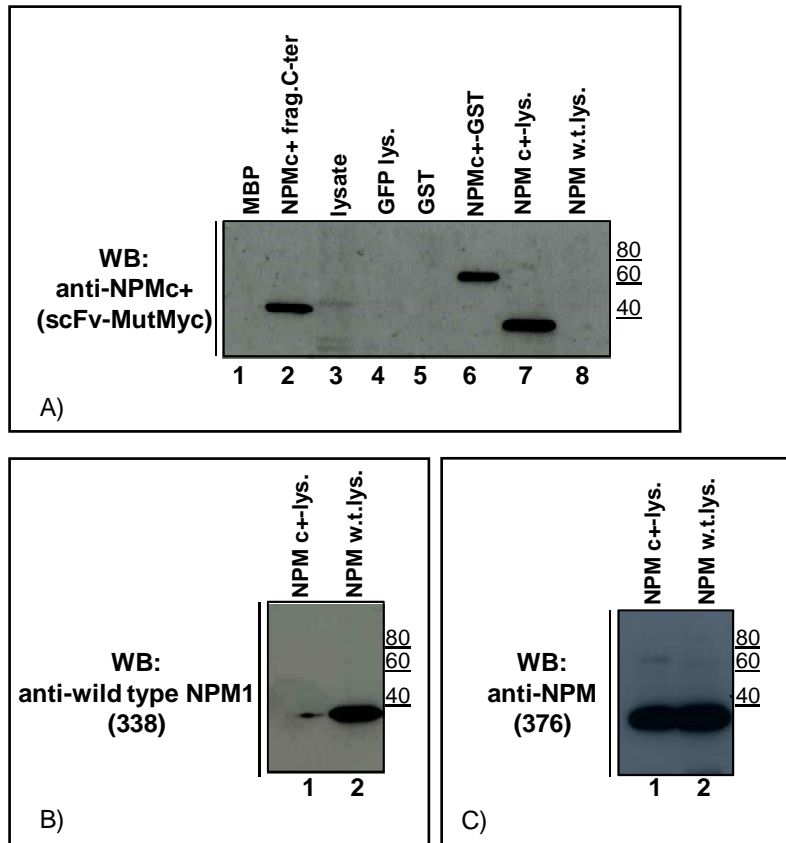 MBP
NPMc+ frag.C-ter
lysate
GFP lys.
GST
NPMc+-GST
NPM c+-lys.
NPM w.t.lys.
WB:
anti-NPMc+
(scFv-MutMyc)
80
60
40
1 2 3 4 5 6 7 8
A)
NPM c+-lys.
NPM w.t.lys.
WB:
anti-wild type NPM1
(338)
80
60
40
1 2
B)
NPM c+-lys.
NPM w.t.lys.
WB:
anti-NPM
(376)
80
60
40
1 2
C)